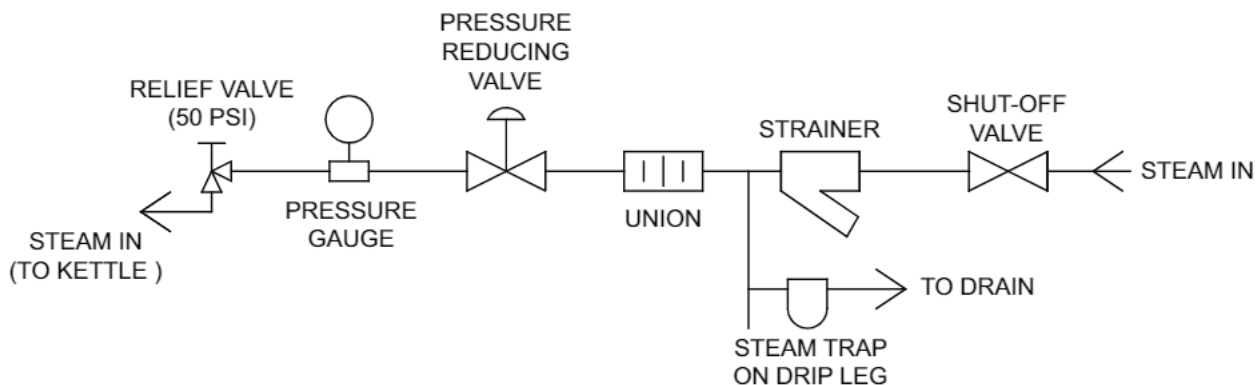 PRESSURE
REDUCING
VALVE
RELIEF VALVE
(50 PSI)
STRAINER
SHUT-OFF
VALVE
STEAM IN
PRESSURE
GAUGE
UNION
STEAM IN
(TO KETTLE )
TO DRAIN
STEAM TRAP
ON DRIP LEG